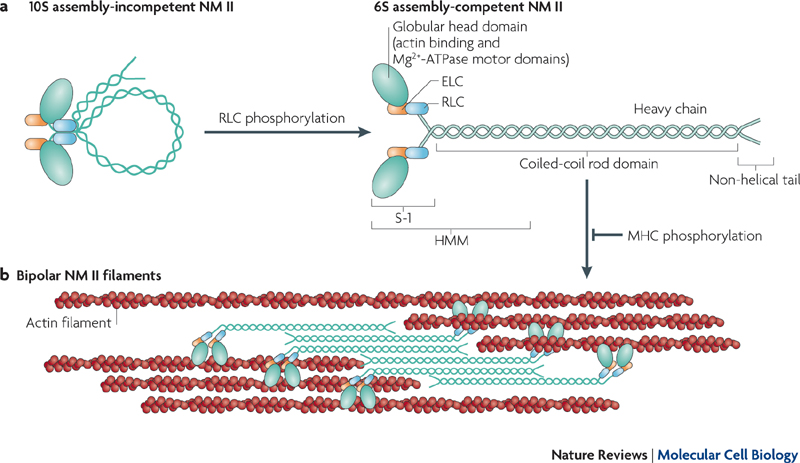 a 10S assembly-incompetent NM II
6S assembly-competent NM II
Globular head domain
(actin binding and
Mg²⁺-ATPase motor domains)
ELC
RLC
RLC phosphorylation
Heavy chain
Coiled-coil rod domain
Non-helical tail
S-1
HMM
MHC phosphorylation
b Bipolar NM II filaments
Actin filament
Nature Reviews | Molecular Cell Biology